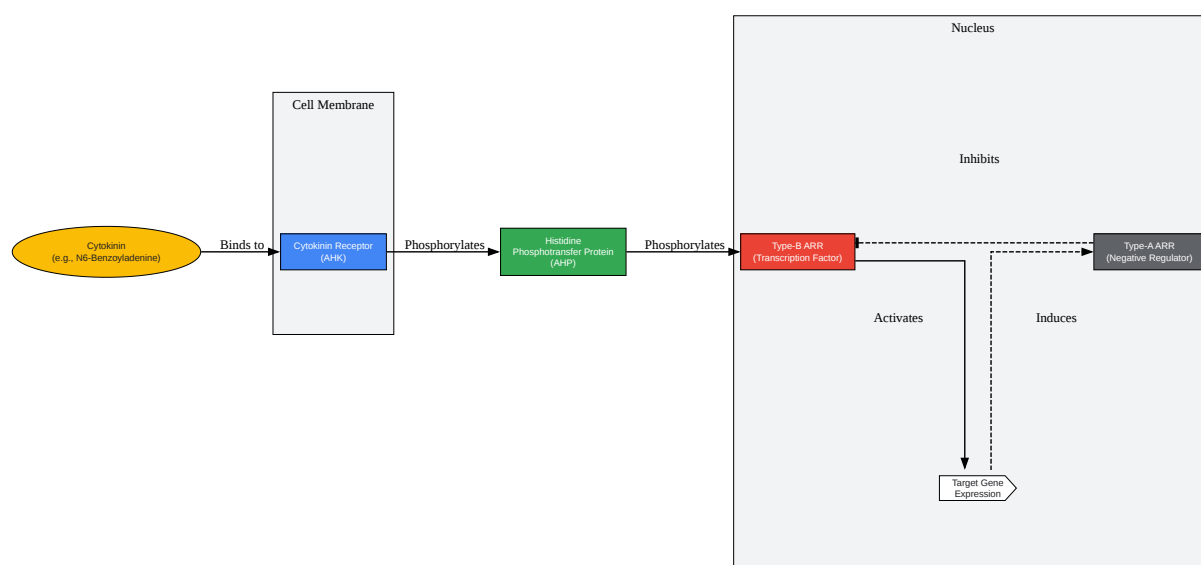 Nucleus
Cell Membrane
Inhibits
Cytokinin
(e.g., N6-Benzoyladenine)
Binds to
Cytokinin Receptor
(AHK)
Phosphorylates
Histidine
Phosphotransfer Protein
(AHP)
Phosphorylates
Type-B ARR
(Transcription Factor)
Type-A ARR
(Negative Regulator)
Activates
Induces
Target Gene
Expression